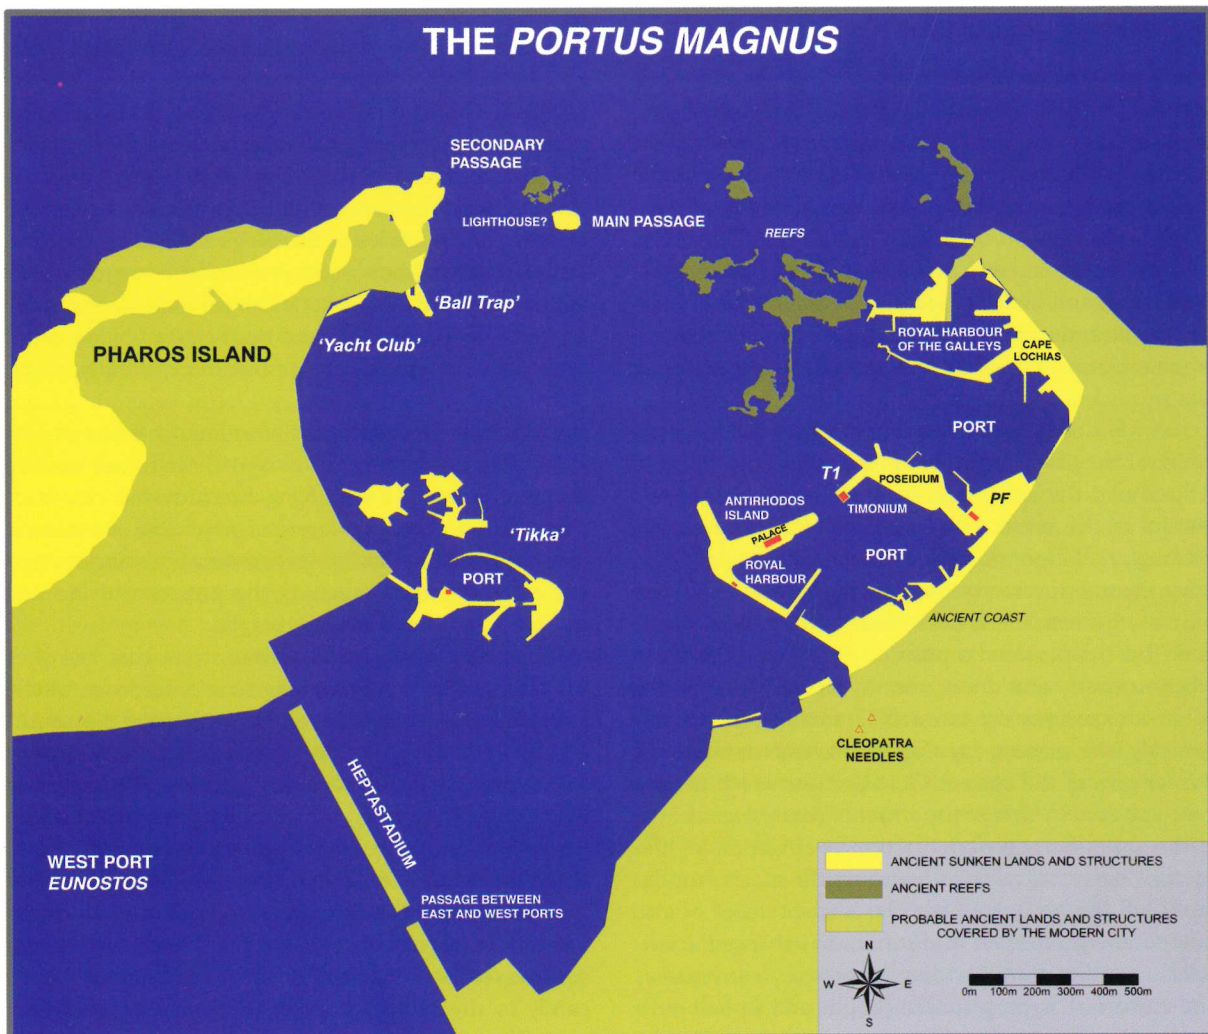 THE PORTUS MAGNUS
SECONDARY
PASSAGE
LIGHTHOUSE?
MAIN PASSAGE
REEFS
'Ball Trap'
'Yacht Club'
PHAROS ISLAND
ROYAL HARBOUR
OF THE GALLEYS
CAPE
LOCHIAS
PORT
T1
POSEIDIUM
TIMONIUM
PF
ANTIRHODOS
ISLAND
PALACE
'Tikka'
PORT
ROYAL
HARBOUR
PORT
ANCIENT COAST
CLEOPATRA
NEEDLES
HEPTASTADIUM
WEST PORT
EUNOSTOS
PASSAGE BETWEEN
EAST AND WEST PORTS
ANCIENT SUNKEN LANDS AND STRUCTURES
ANCIENT REEFS
PROBABLE ANCIENT LANDS AND STRUCTURES
COVERED BY THE MODERN CITY
N
W
E
S
0m 100m 200m 300m 400m 500m